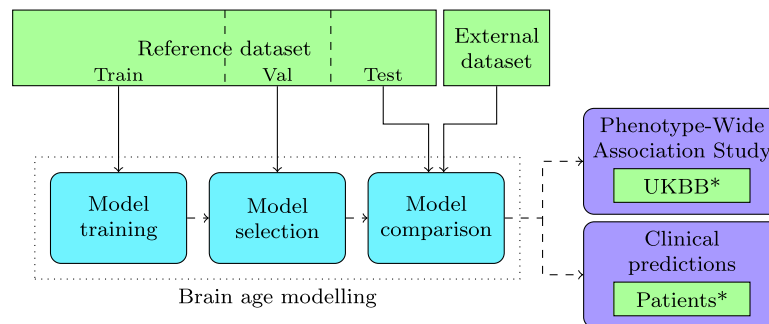 Reference dataset
Train
Val
Test
External
dataset
Model
training
Model
selection
Model
comparison
Brain age modelling
Phenotype-Wide
Association Study
UKBB*
Clinical
predictions
Patients*